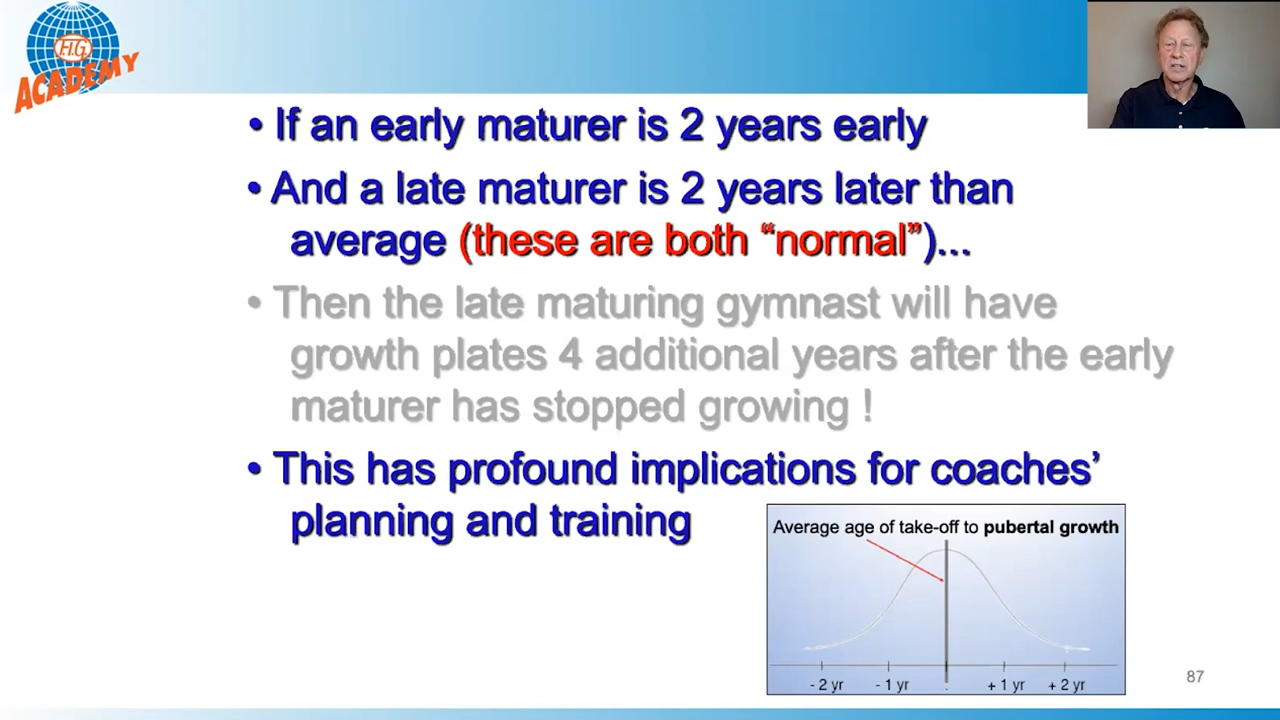 F.I.G.
ACADEMY
• If an early maturer is 2 years early
• And a late maturer is 2 years later than
average (these are both “normal”)...
• Then the late maturing gymnast will have
growth plates 4 additional years after the early
maturer has stopped growing !
• This has profound implications for coaches’
planning and training
Average age of take-off to pubertal growth
- 2 yr - 1 yr + 1 yr + 2 yr
87